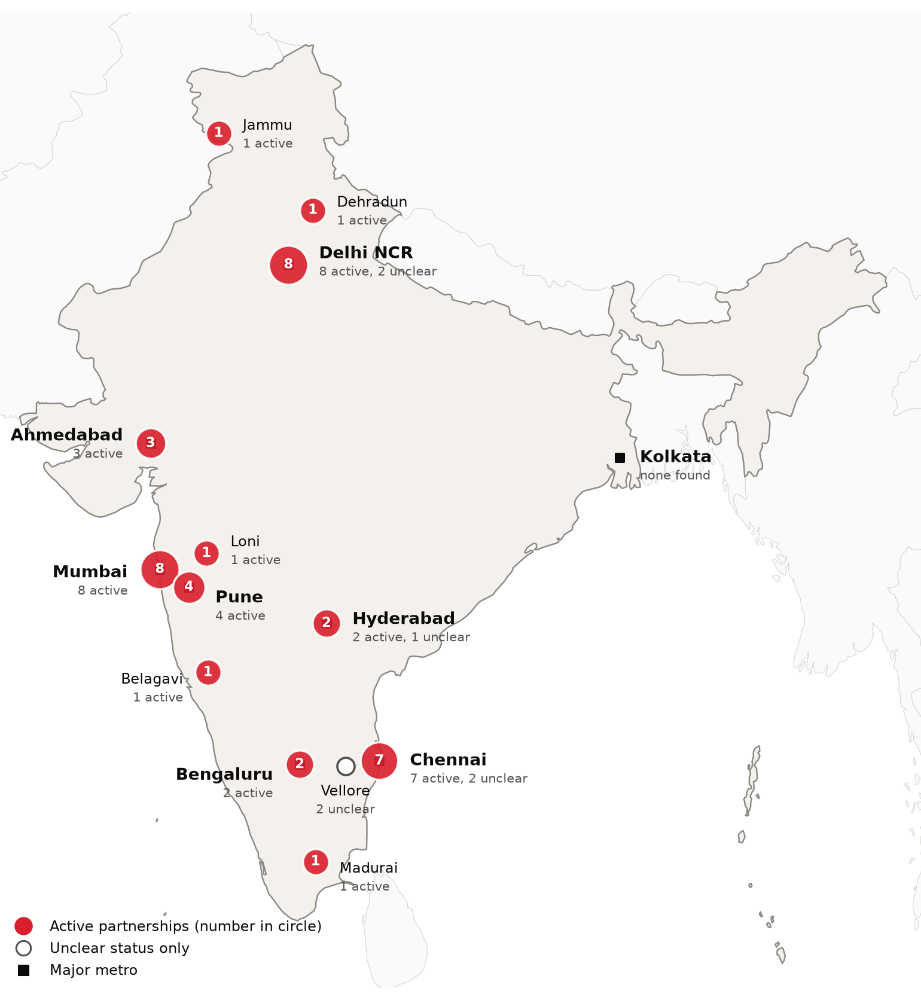 1
Jammu
1 active
1
Dehradun
1 active
8
Delhi NCR
8 active, 2 unclear
Ahmedabad
3 active
3
Kolkata
none found
1
Loni
1 active
Mumbai
8 active
8
4
Pune
4 active
2
Hyderabad
2 active, 1 unclear
1
Belagavi
1 active
2
Bengaluru
2 active
Vellore
2 unclear
7
Chennai
7 active, 2 unclear
1
Madurai
1 active
Active partnerships (number in circle)
Unclear status only
Major metro